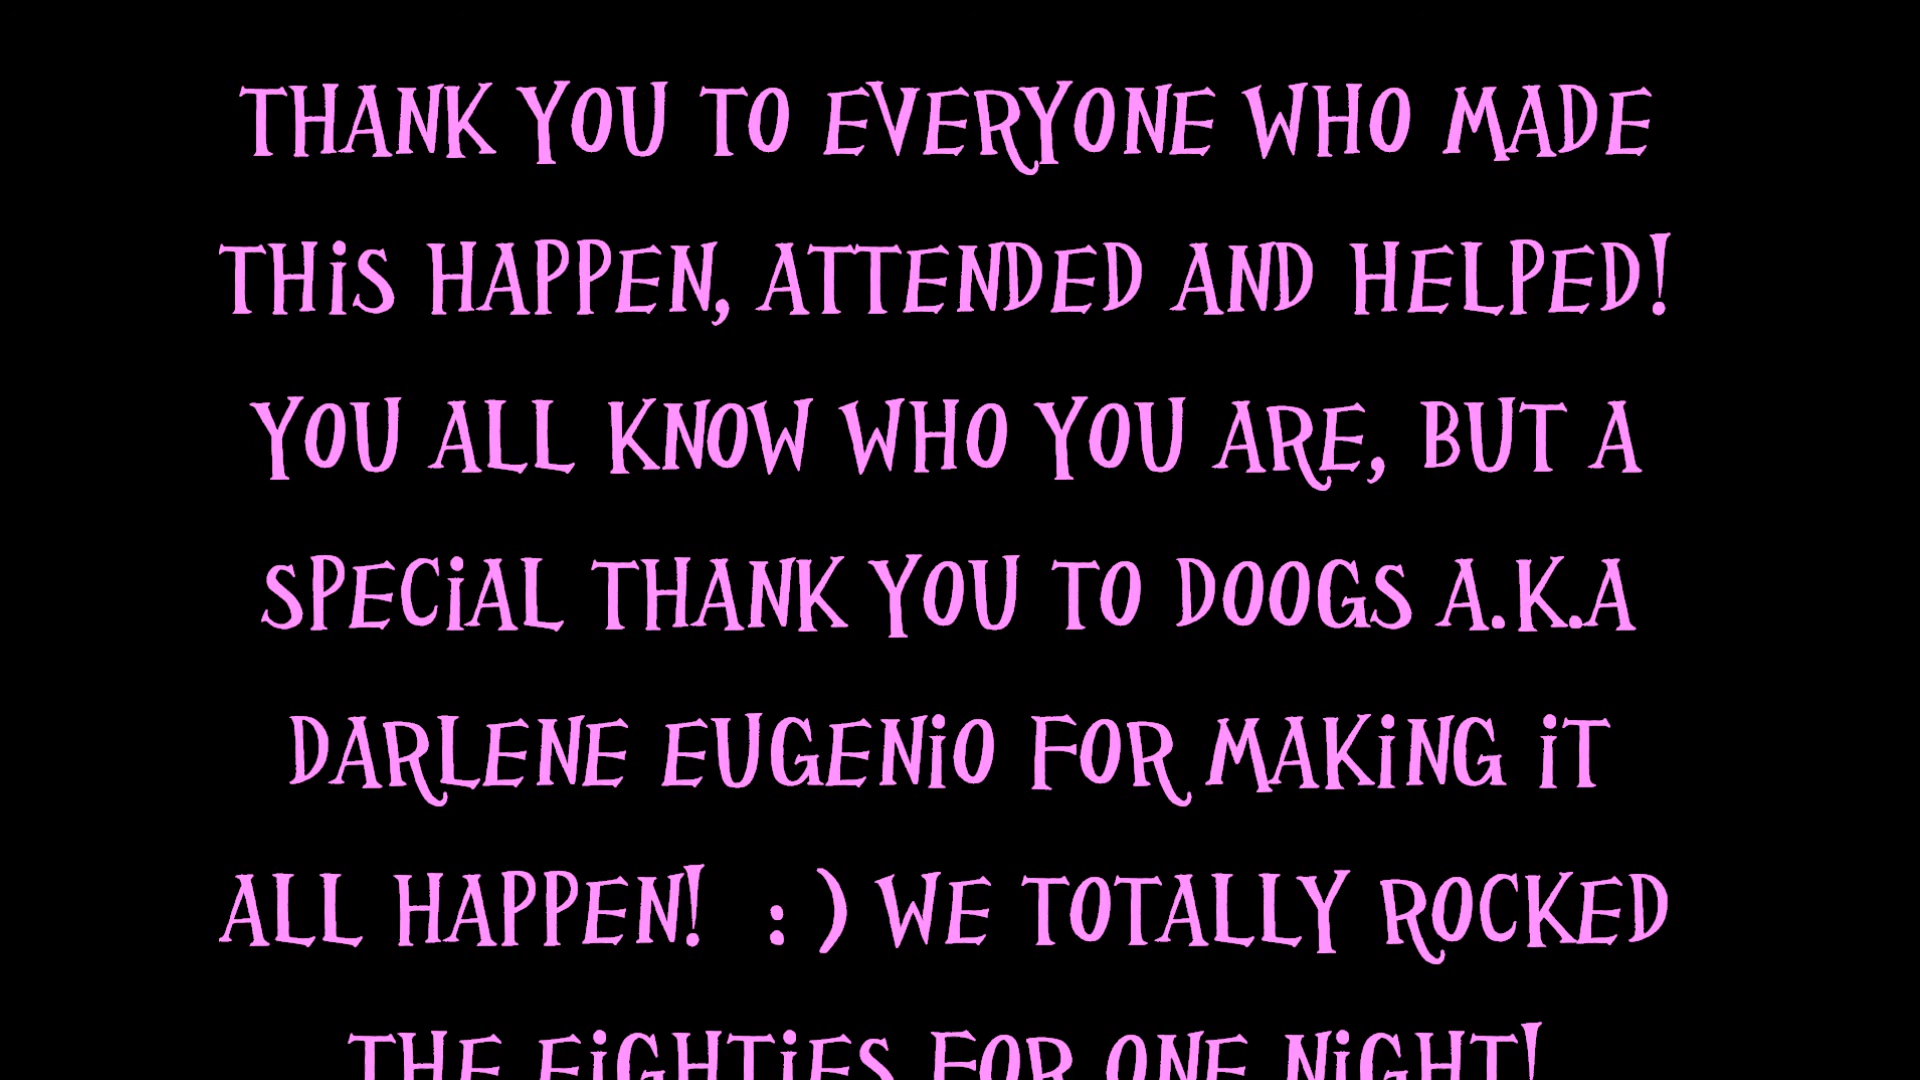 THANK YOU TO EVERYONE WHO MADE
THiS HAPPEN, ATTENDED AND HELPED!
YOU ALL KNOW WHO YOU ARE, BUT A
SPECiAL THANK YOU TO DOOGS A.K.A
DARLENE EUGENiO FOR MAKiNG iT
ALL HAPPEN!  : ) WE TOTALLY ROCKED
THE EiGHTiES FOR ONE NiGHT!